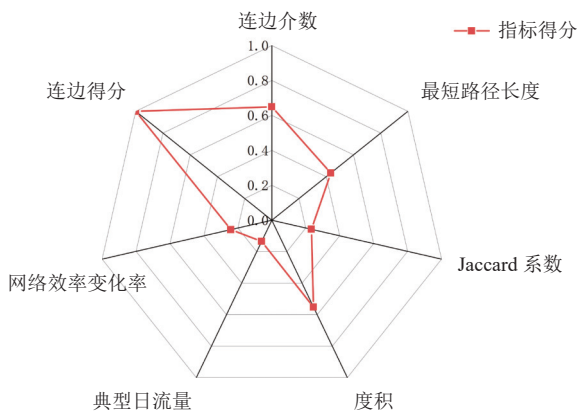 连边介数
指标得分
1.0
0.8
0.6
0.4
0.2
0.0
连边得分
最短路径长度
网络效率变化率
Jaccard 系数
典型日流量
度积